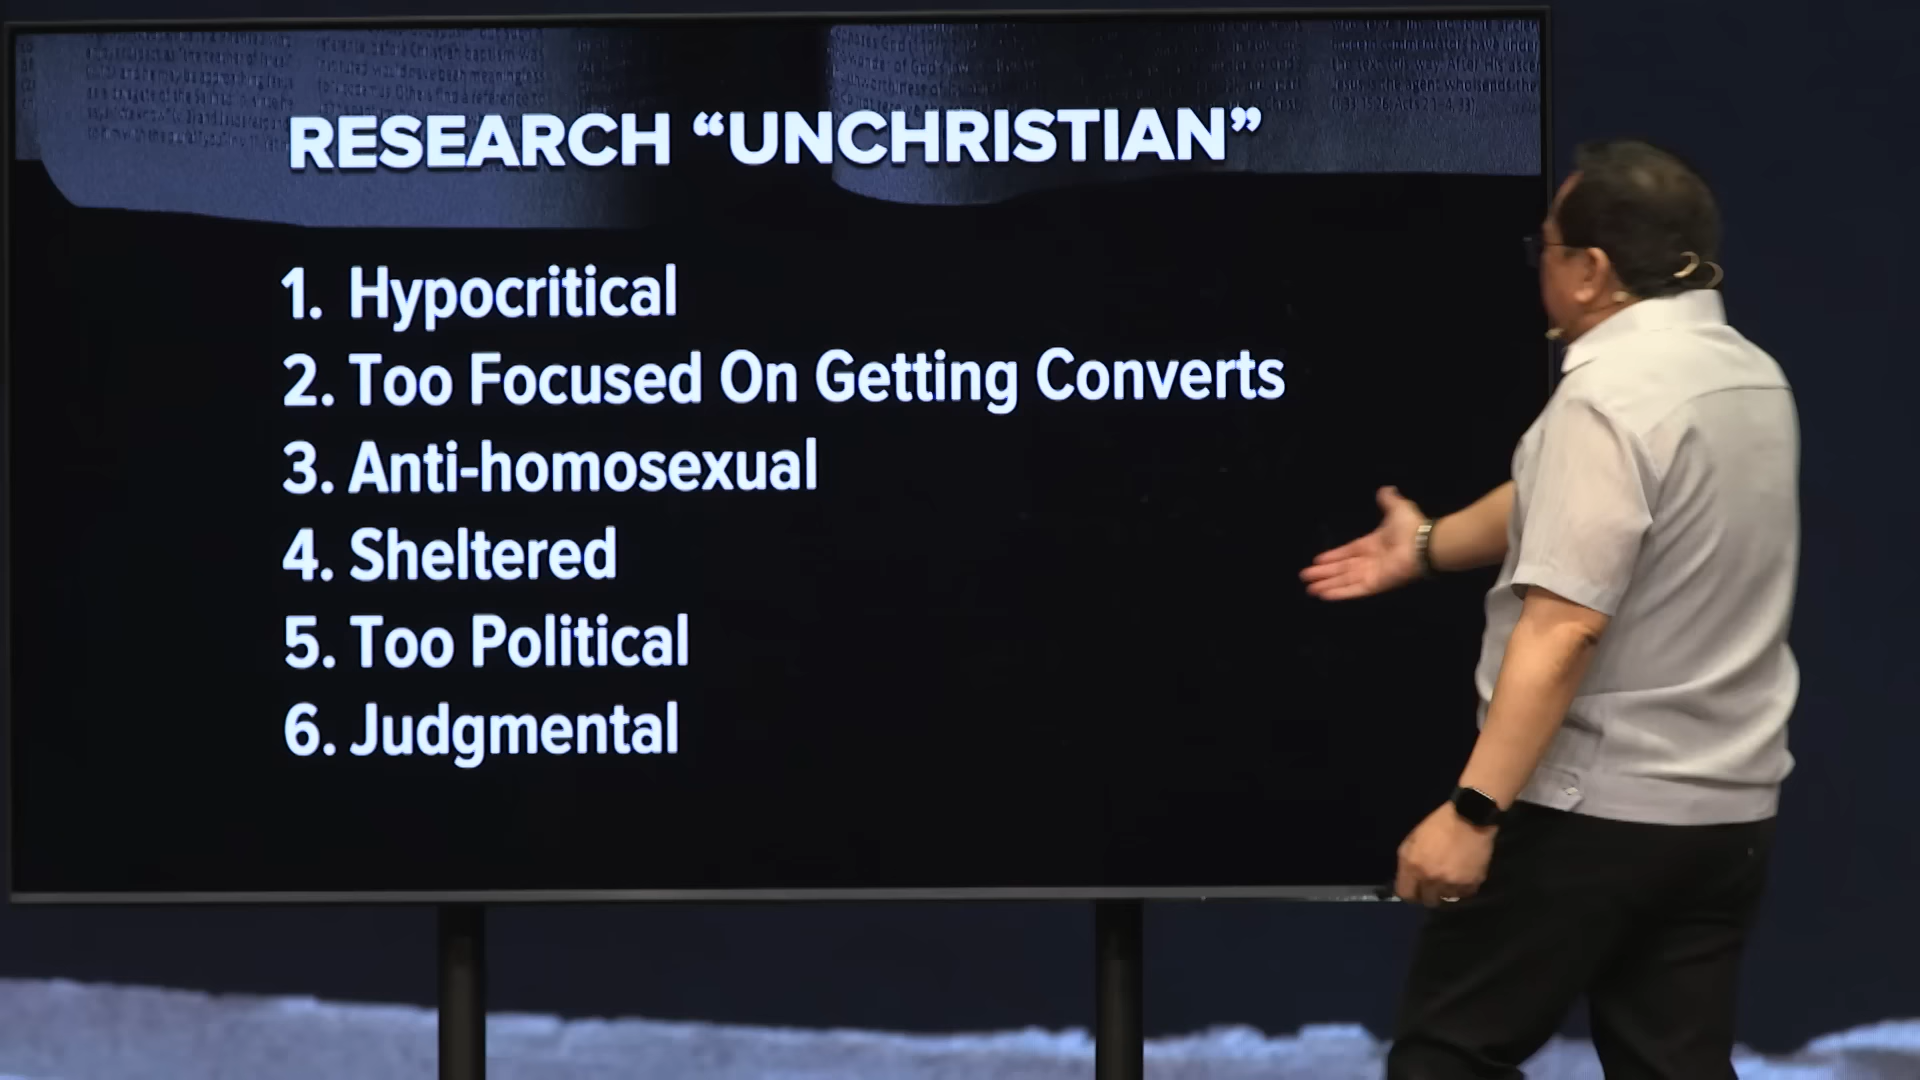 RESEARCH “UNCHRISTIAN”
1. Hypocritical
2. Too Focused On Getting Converts
3. Anti-homosexual
4. Sheltered
5. Too Political
6. Judgmental